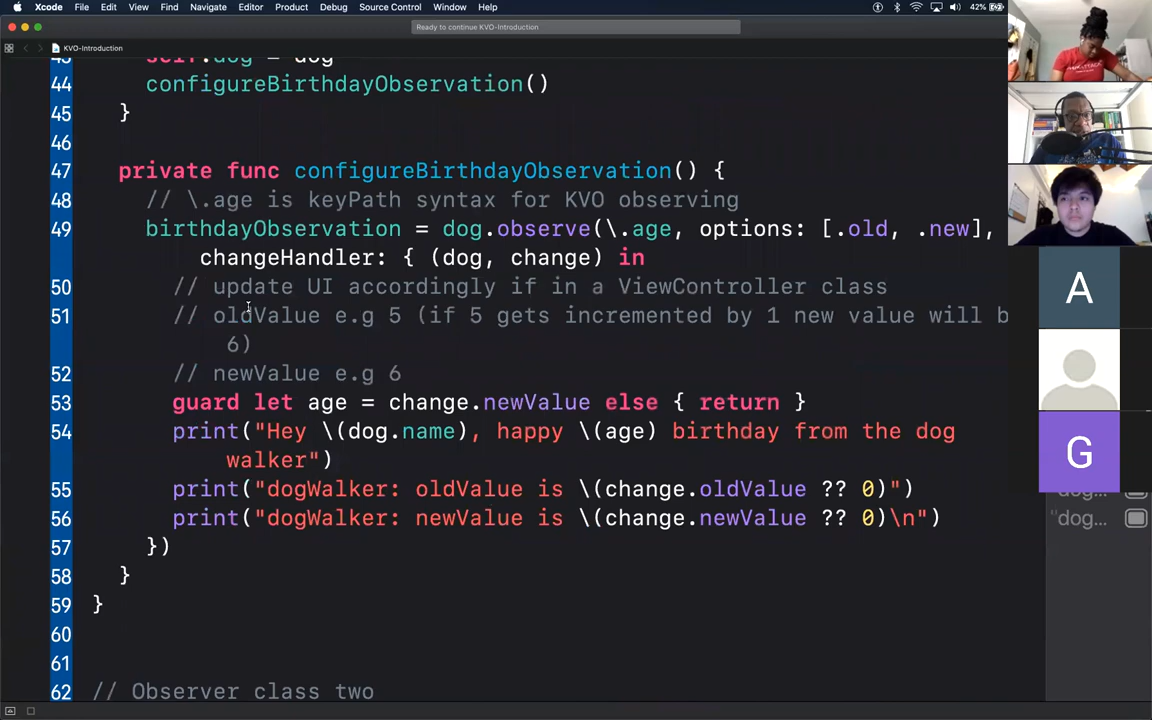 Xcode File Edit View Find Navigate Editor Product Debug Source Control Window Help 42%
Ready to continue KVO-Introduction
KVO-Introduction
43 self.dog = dog
44 configureBirthdayObservation()
45 }
46
47 private func configureBirthdayObservation() {
48 // \.age is keyPath syntax for KVO observing
49 birthdayObservation = dog.observe(\.age, options: [.old, .new],
changeHandler: { (dog, change) in
50 // update UI accordingly if in a ViewController class
51 // oldValue e.g 5 (if 5 gets incremented by 1 new value will b
6)
52 // newValue e.g 6
53 guard let age = change.newValue else { return }
54 print("Hey \(dog.name), happy \(age) birthday from the dog
walker")
55 print("dogWalker: oldValue is \(change.oldValue ?? 0)")
56 print("dogWalker: newValue is \(change.newValue ?? 0)\n")
57 })
58 }
59 }
60
61
62 // Observer class two
A
G
"dog...